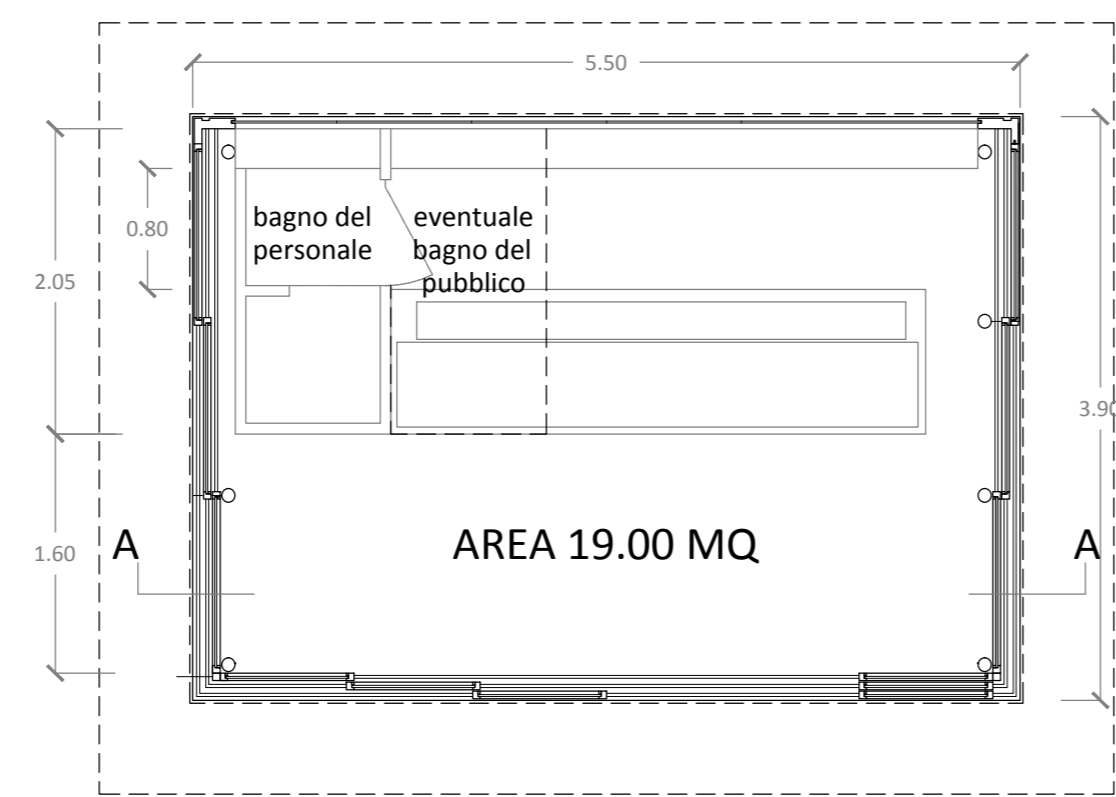 5.50
bagno del
personale
eventuale
bagno del
pubblico
0.80
2.05
3.90
1.60
A
AREA 19.00 MQ
A